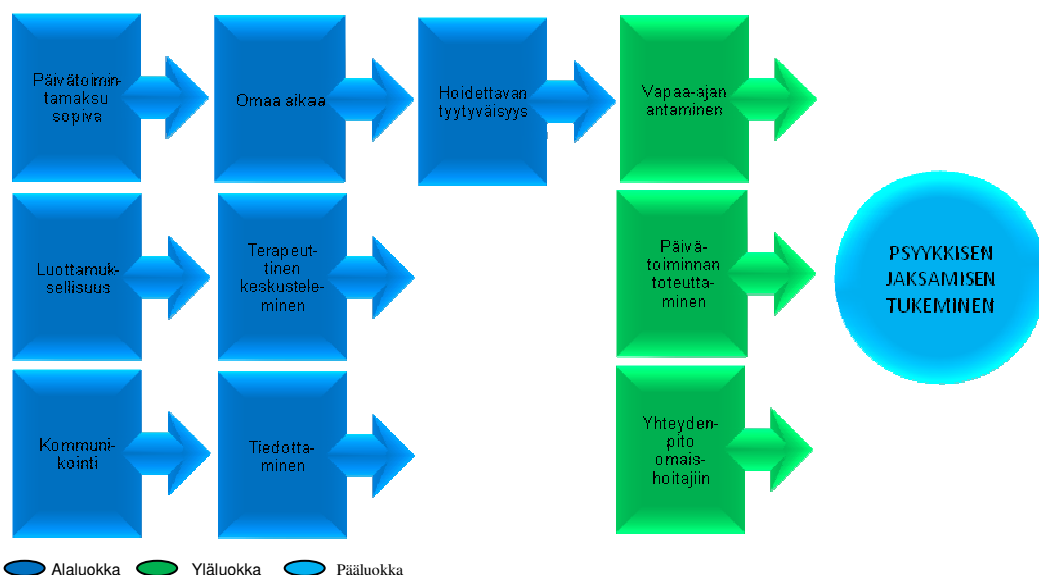 Päivätoimin-
tamaksu
sopiva
Omaa aikaa
Hoidettavan
tyytyväisyys
Vapaa-ajan
antaminen
Luottamuk-
sellisuus
Terapeut-
tinen
keskustele-
minen
Päivä-
toiminnan
toteutta-
minen
PSYYKKISEN
JAKSAMISEN
TUKEMINEN
Kommuni-
kointi
Tiedotta-
minen
Yhteyden-
pito
omais-
hoitajiin
Alaluokka
Yläluokka
Pääluokka